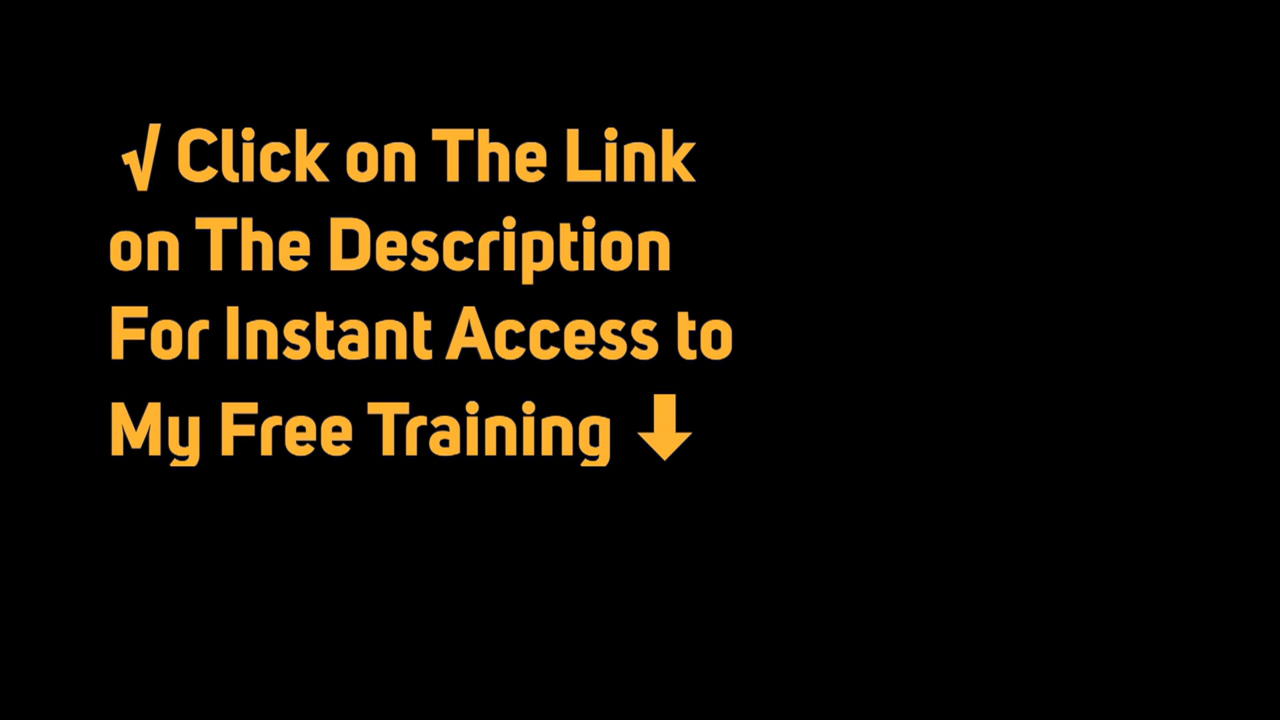 √ Click on The Link
on The Description
For Instant Access to
My Free Training ⬇